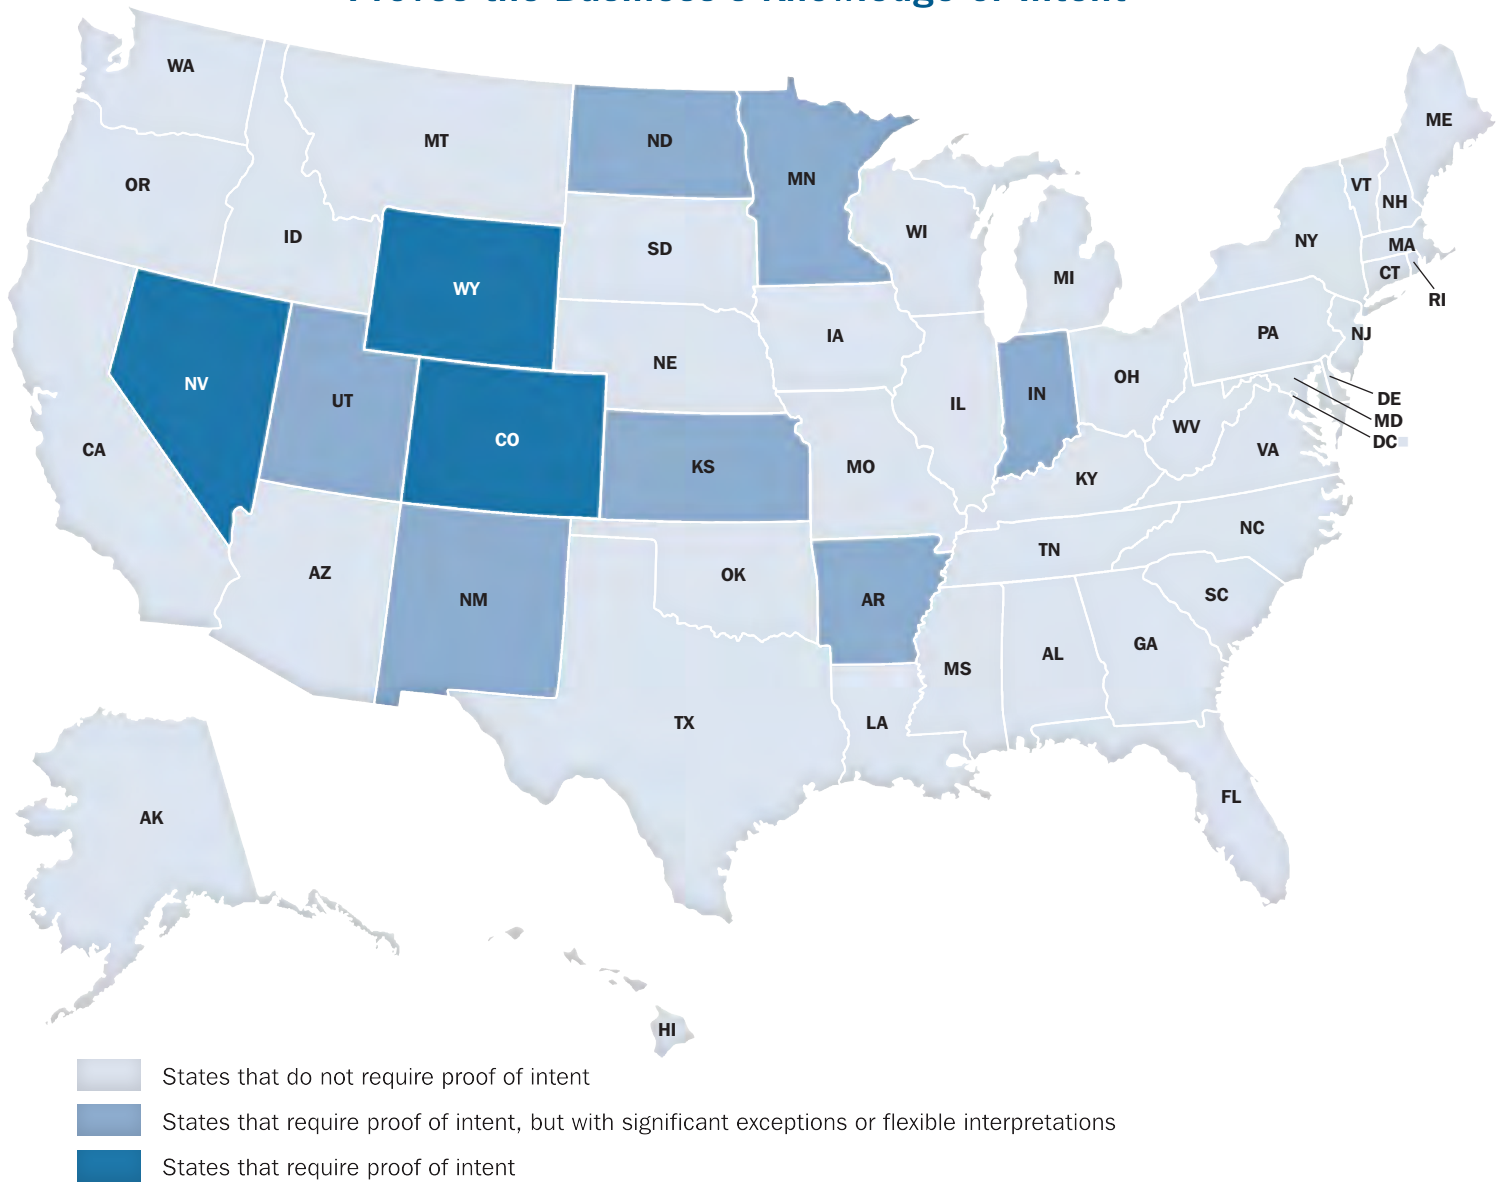 WA
MT
ND
MN
ME
OR
ID
WY
SD
WI
MI
NY
VT
NH
MA
CT
RI
NV
UT
CO
NE
IA
IL
IN
OH
PA
NJ
DE
MD
DC
CA
KS
MO
KY
WV
VA
AZ
NM
OK
AR
TN
NC
SC
TX
LA
MS
AL
GA
FL
AK
HI
States that do not require proof of intent
States that require proof of intent, but with significant exceptions or flexible interpretations
States that require proof of intent